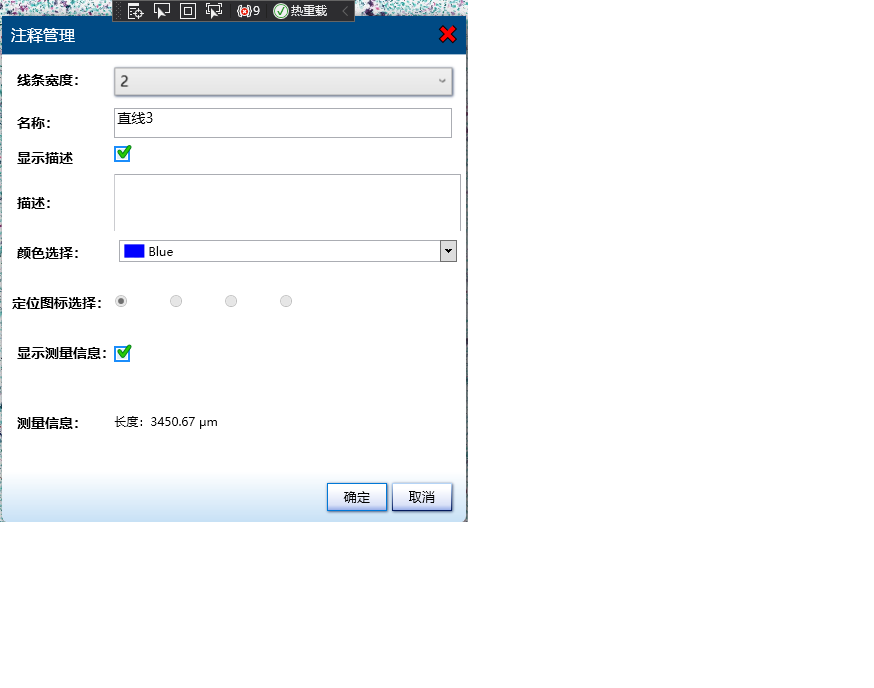 9 热重载
注释管理
线条宽度: 2
名称: 直线3
显示描述
描述:
颜色选择: Blue
定位图标选择:
显示测量信息:
测量信息: 长度: 3450.67 μm
确定 取消